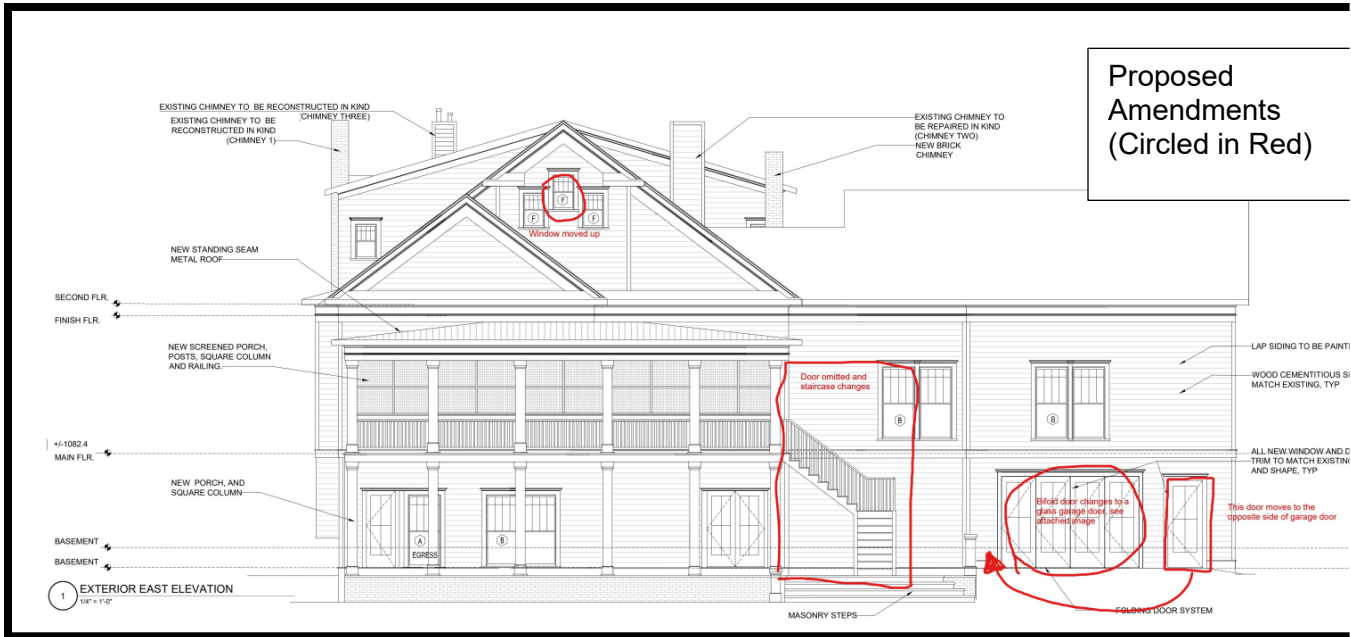 Proposed
Amendments
(Circled in Red)
EXISTING CHIMNEY TO BE RECONSTRUCTED IN KIND
(CHIMNEY THREE)
EXISTING CHIMNEY TO BE
RECONSTRUCTED IN KIND
(CHIMNEY 1)
EXISTING CHIMNEY TO
BE REPAIRED IN KIND
(CHIMNEY TWO)
NEW BRICK
CHIMNEY
F
F
F
Window moved up
NEW STANDING SEAM
METAL ROOF
SECOND FLR.
FINISH FLR.
NEW SCREENED PORCH,
POSTS, SQUARE COLUMN
AND RAILING.
LAP SIDING TO BE PAINT
WOOD CEMENTITIOUS S
MATCH EXISTING, TYP
Door omitted and
staircase changes
B
B
+/-1082.4
MAIN FLR.
ALL NEW WINDOW AND D
TRIM TO MATCH EXISTING
AND SHAPE, TYP
NEW PORCH, AND
SQUARE COLUMN
Bifold door changes to a
glass garage door, see
attached image
This door moves to the
opposite side of garage door
A
EGRESS
B
BASEMENT
BASEMENT
1
EXTERIOR EAST ELEVATION
1/4" = 1'-0"
MASONRY STEPS
FOLDING DOOR SYSTEM